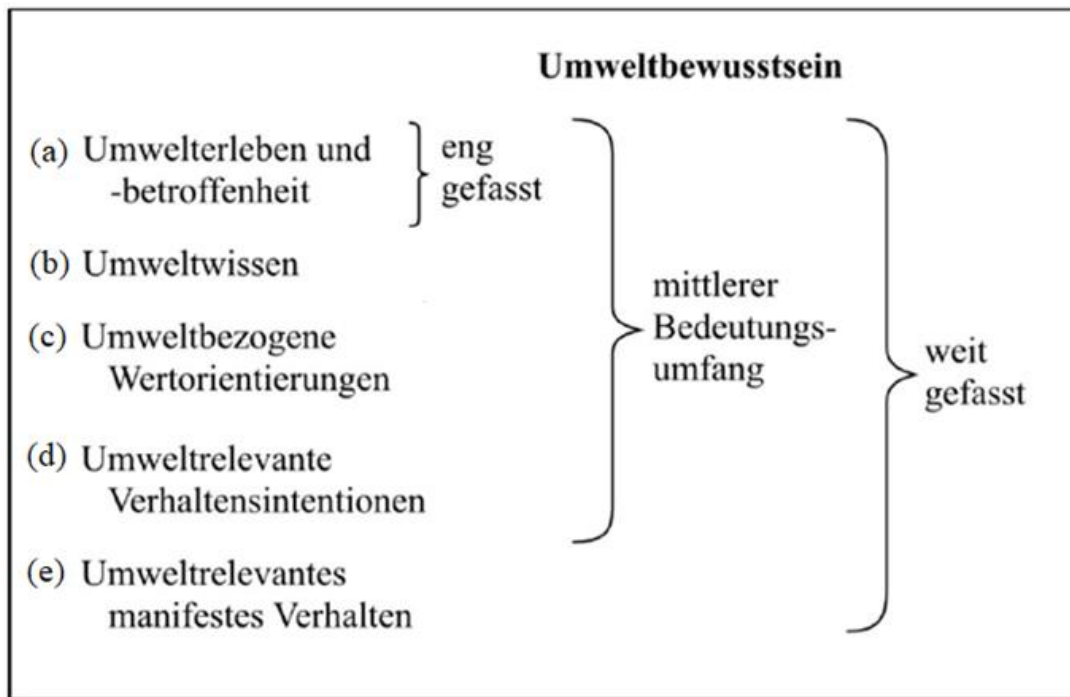 Umweltbewusstsein
(a) Umwelterleben und
-betroffenheit
eng
gefasst
(b) Umweltwissen
(c) Umweltbezogene
Wertorientierungen
(d) Umweltrelevante
Verhaltensintentionen
(e) Umweltrelevantes
manifestes Verhalten
mittlerer
Bedeutungs-
umfang
weit
gefasst